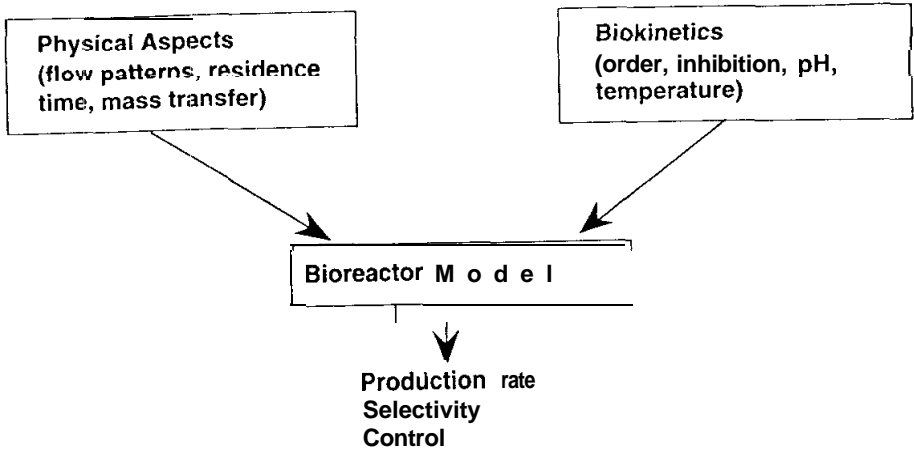 Physical Aspects
(flow patterns, residence
time, mass transfer)
Biokinetics
(order, inhibition, pH,
temperature)
Bioreactor Model
Production rate
Selectivity
Control